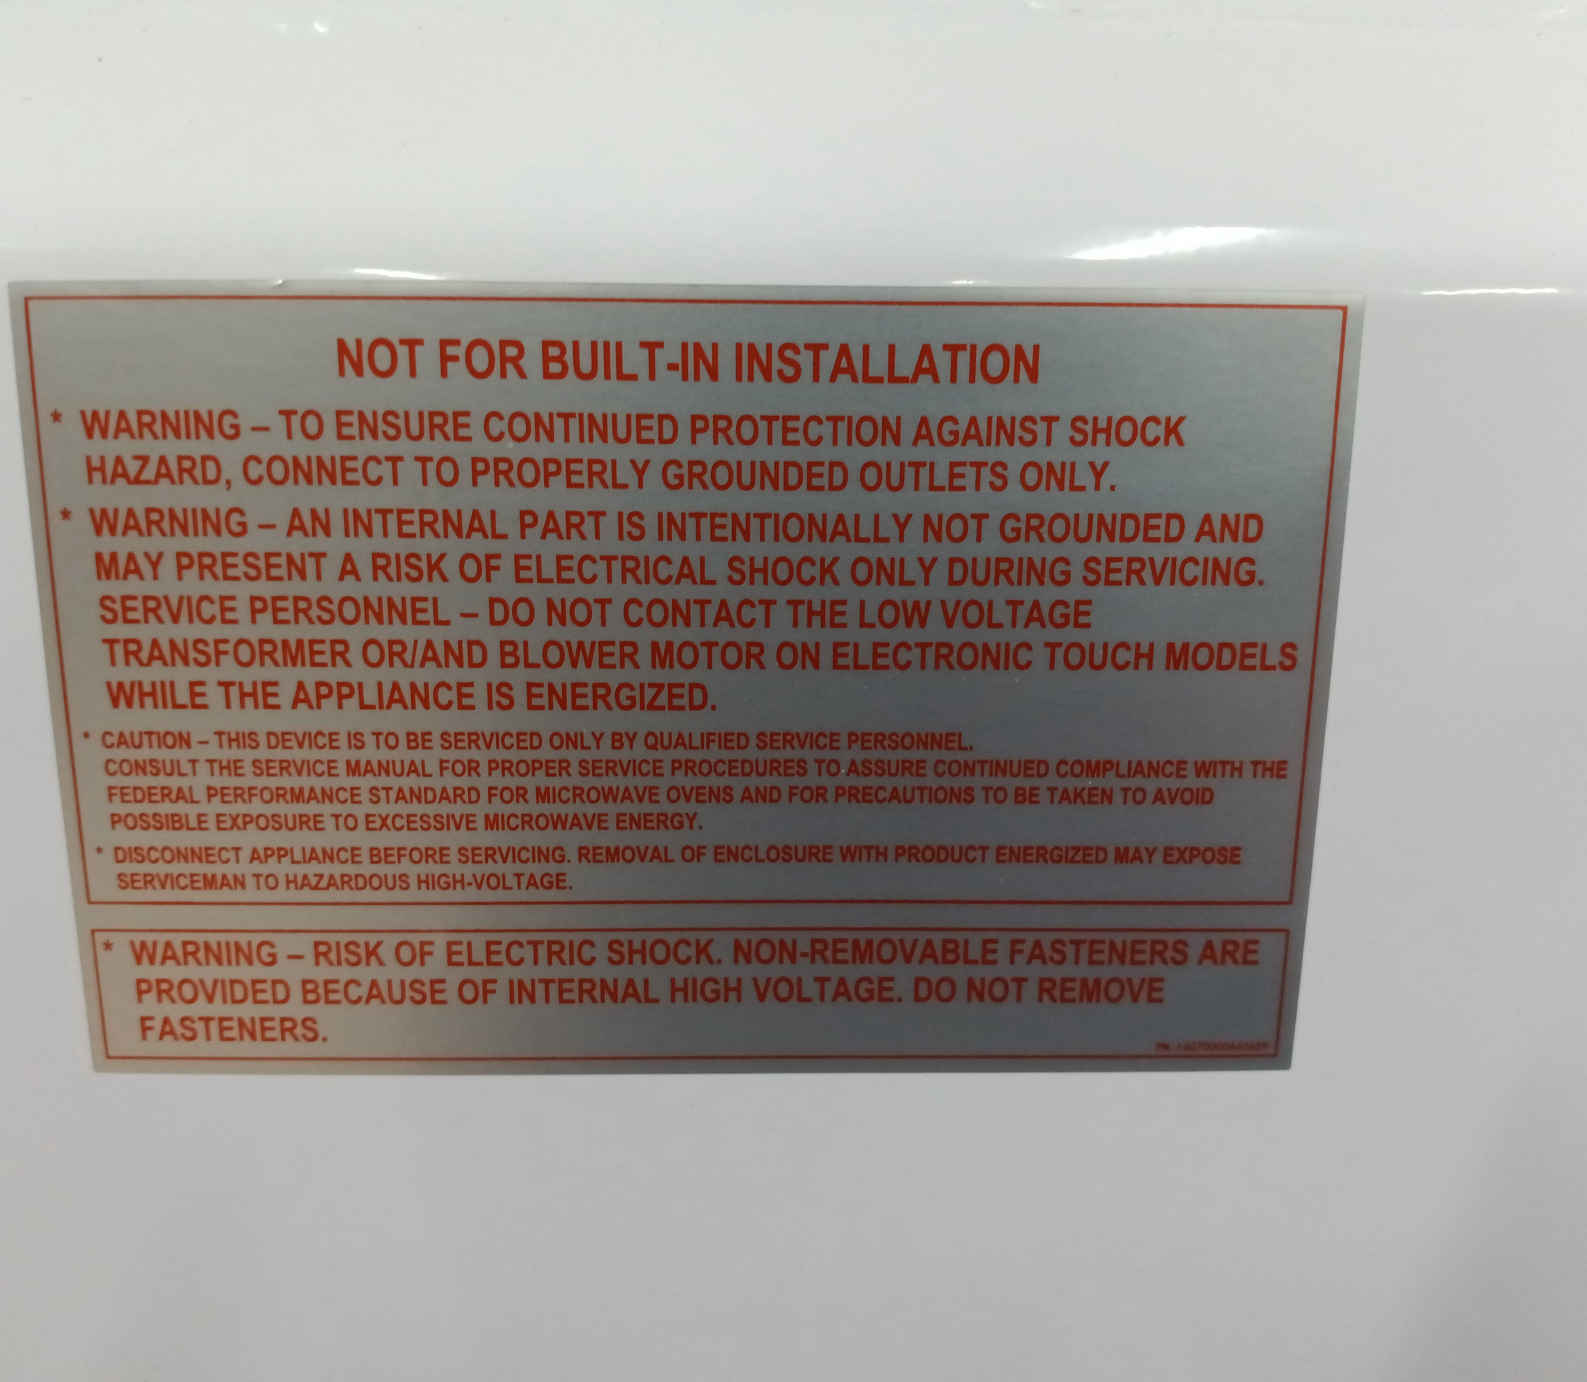 NOT FOR BUILT-IN INSTALLATION
* WARNING – TO ENSURE CONTINUED PROTECTION AGAINST SHOCK
HAZARD, CONNECT TO PROPERLY GROUNDED OUTLETS ONLY.
* WARNING – AN INTERNAL PART IS INTENTIONALLY NOT GROUNDED AND
MAY PRESENT A RISK OF ELECTRICAL SHOCK ONLY DURING SERVICING.
SERVICE PERSONNEL – DO NOT CONTACT THE LOW VOLTAGE
TRANSFORMER OR/AND BLOWER MOTOR ON ELECTRONIC TOUCH MODELS
WHILE THE APPLIANCE IS ENERGIZED.
* CAUTION – THIS DEVICE IS TO BE SERVICED ONLY BY QUALIFIED SERVICE PERSONNEL.
CONSULT THE SERVICE MANUAL FOR PROPER SERVICE PROCEDURES TO ASSURE CONTINUED COMPLIANCE WITH THE
FEDERAL PERFORMANCE STANDARD FOR MICROWAVE OVENS AND FOR PRECAUTIONS TO BE TAKEN TO AVOID
POSSIBLE EXPOSURE TO EXCESSIVE MICROWAVE ENERGY.
* DISCONNECT APPLIANCE BEFORE SERVICING. REMOVAL OF ENCLOSURE WITH PRODUCT ENERGIZED MAY EXPOSE
SERVICEMAN TO HAZARDOUS HIGH-VOLTAGE.
* WARNING – RISK OF ELECTRIC SHOCK. NON-REMOVABLE FASTENERS ARE
PROVIDED BECAUSE OF INTERNAL HIGH VOLTAGE. DO NOT REMOVE
FASTENERS.